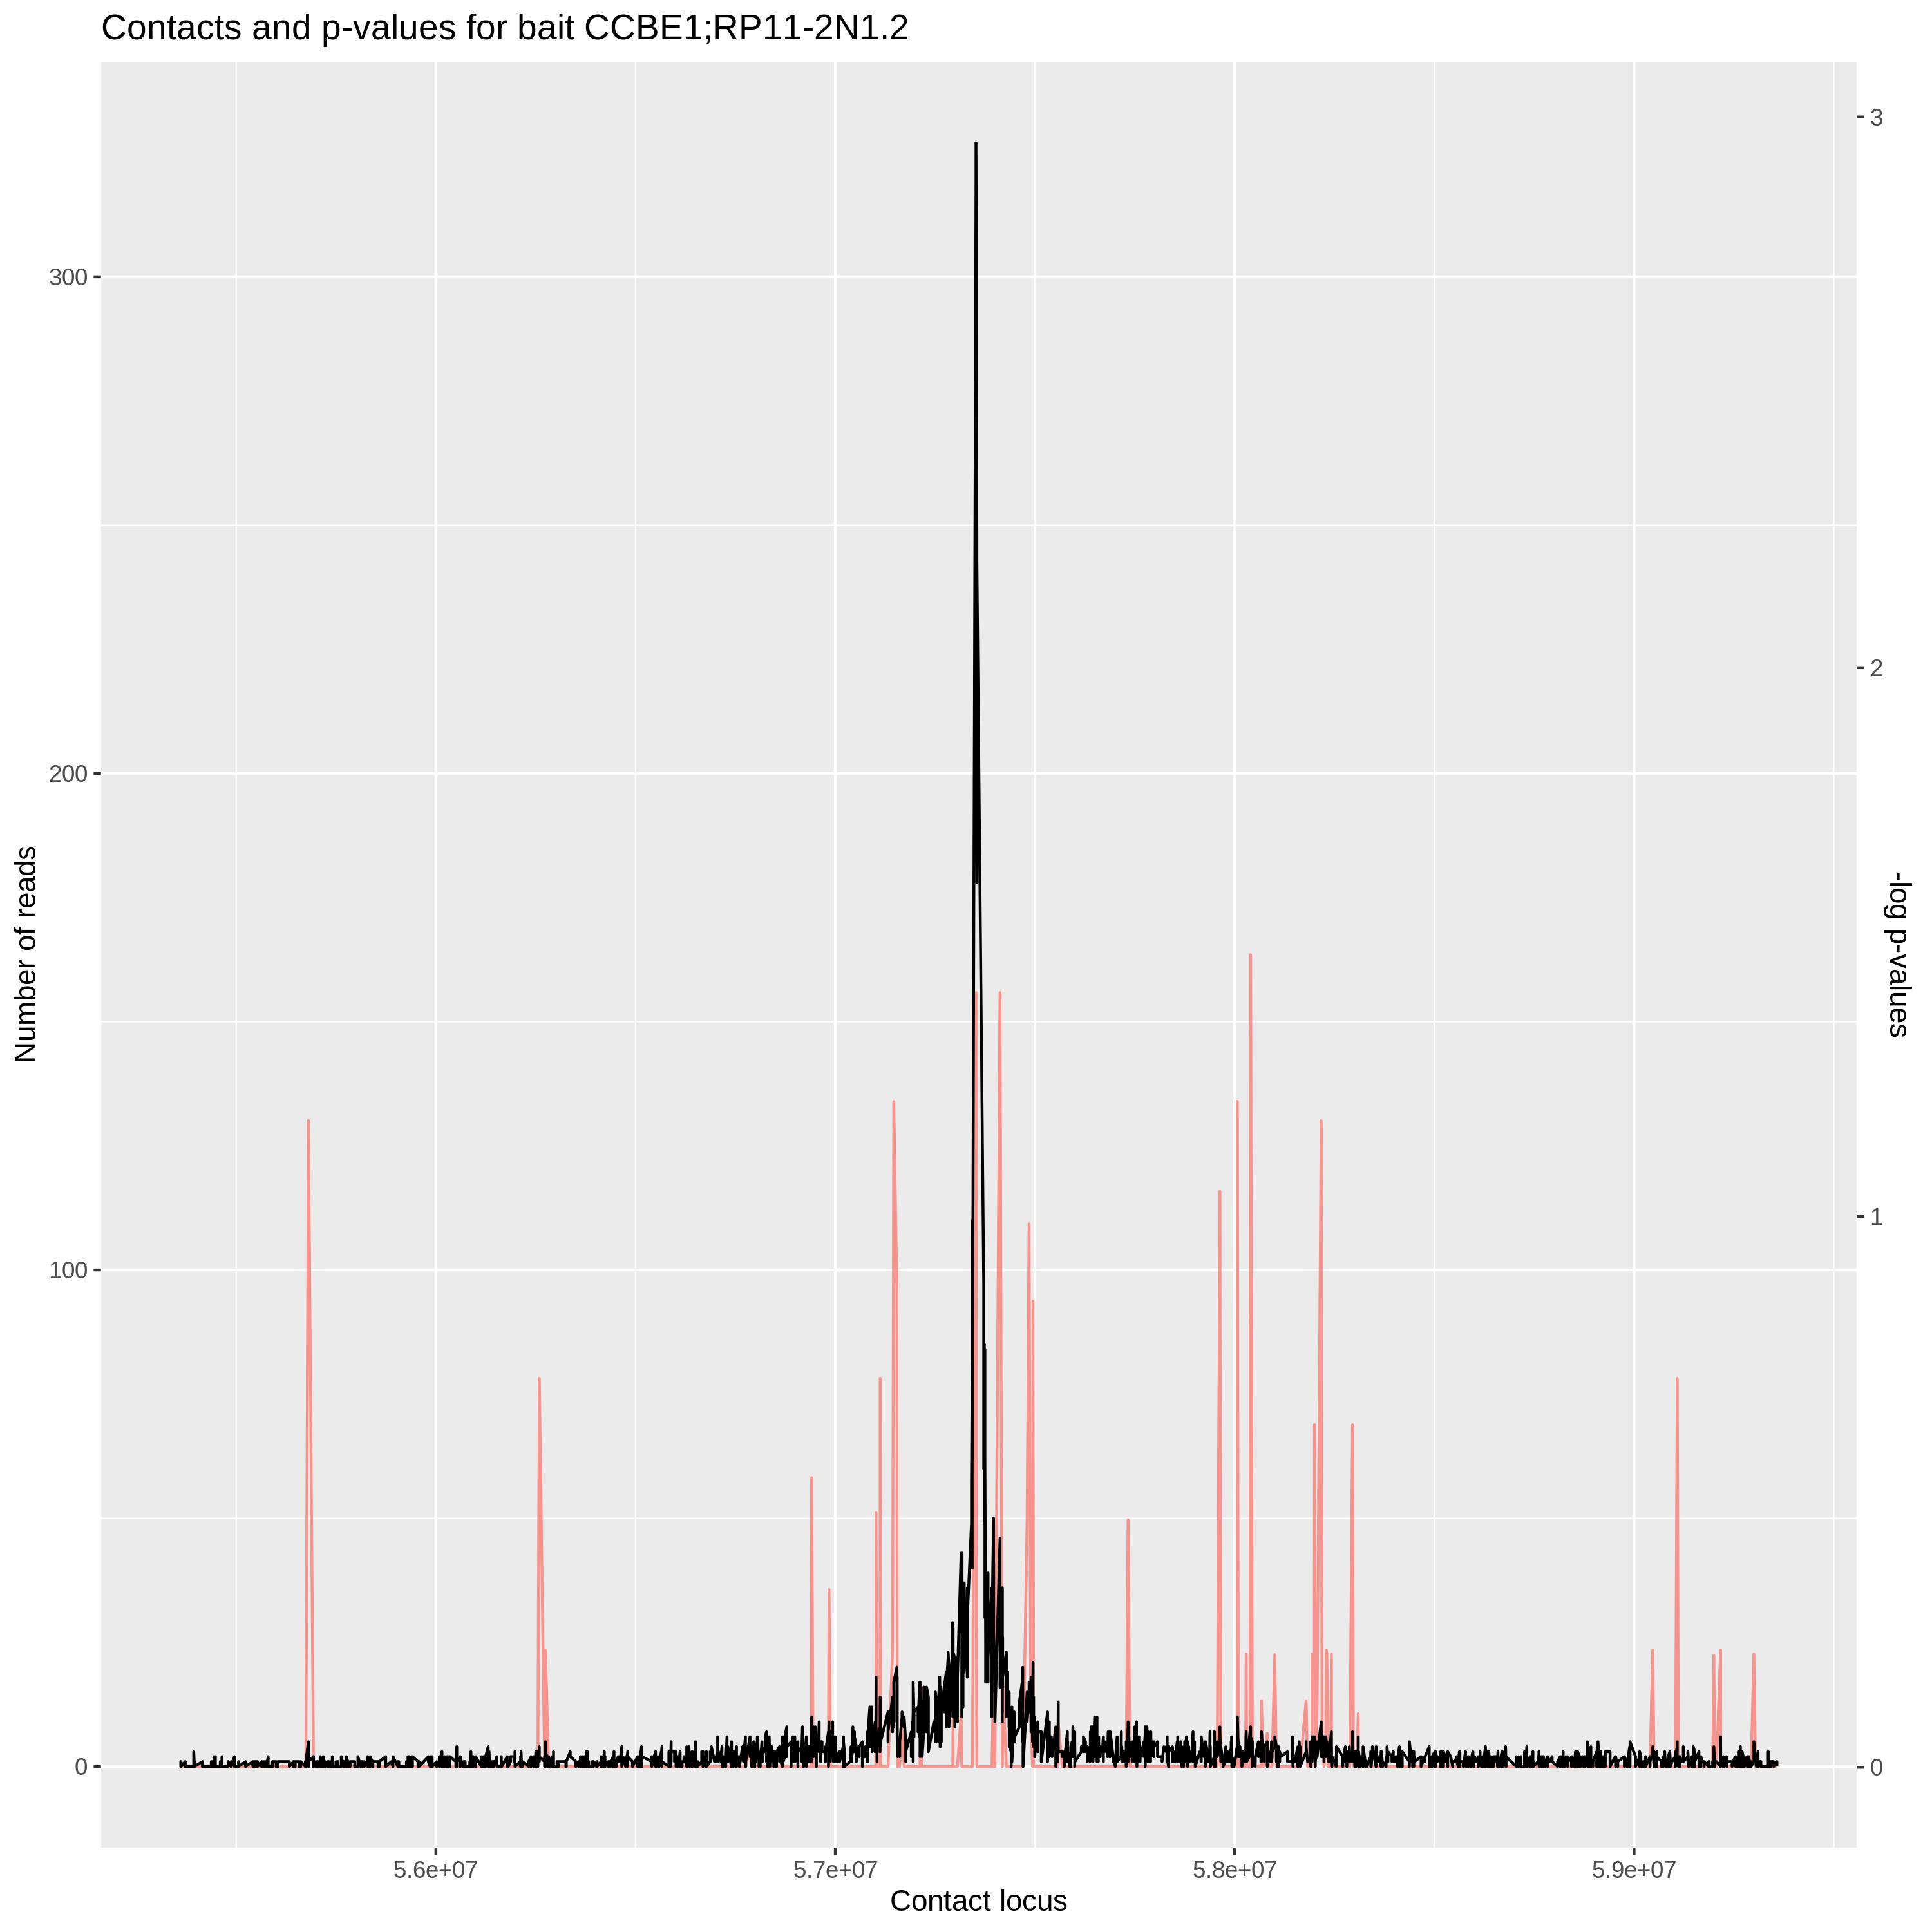 Contacts and p-values for bait CCBE1;RP11-2N1.2
Number of reads
300
200
100
0
3
2
1
0
-log p-values
5.6e+07 5.7e+07 5.8e+07 5.9e+07
Contact locus